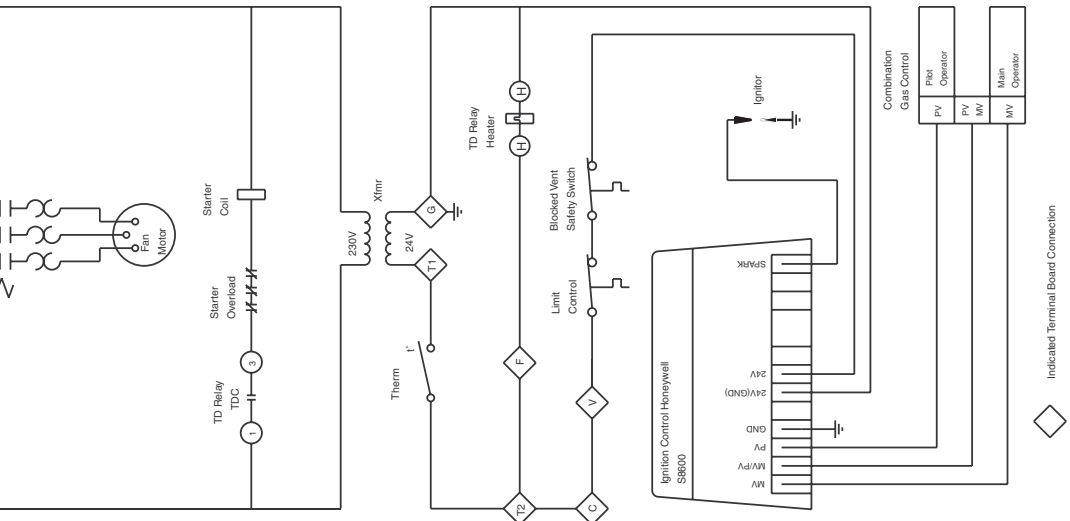 Fan
Motor
Starter
Coil
Starter
Overload
3
TD Relay
TDC
1
Xfmr
230V
24V
G
T1
t°
Therm
T2
TD Relay
Heater
H
H
F
Blocked Vent
Safety Switch
Limit
Control
V
C
Ignitor
Ignition Control Honeywell
S8600
SPARK
24V
24V(GND)
GND
PV
MV/PV
MV
Combination
Gas Control
Pilot
Operator
PV
PV
MV
Main
Operator
MV
Indicated Terminal Board Connection